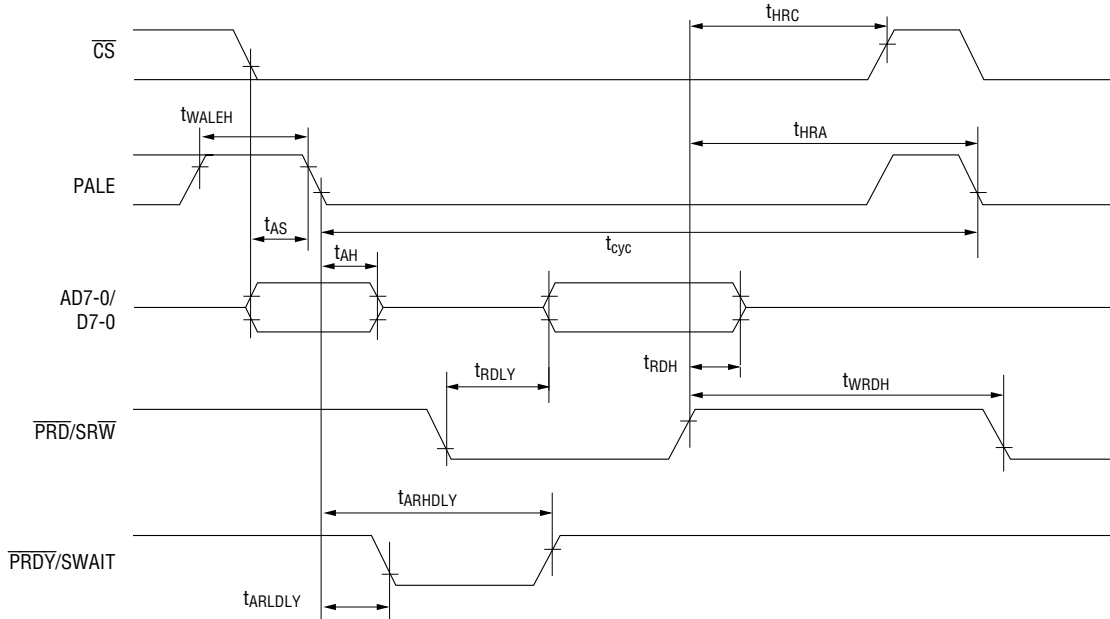 tHRC
CS
tWALEH
tHRA
PALE
tAS
tcyc
tAH
AD7-0/
D7-0
tRDLY
tRDH
tWRDH
PRD/SRW
tARHDLY
PRDY/SWAIT
tARLDLY